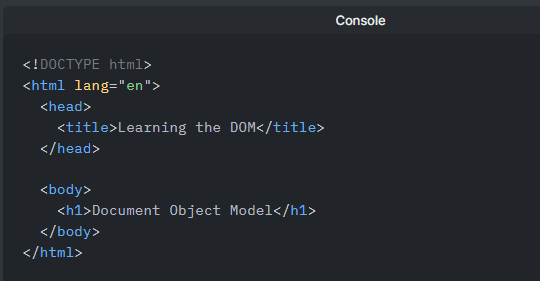 Console
<!DOCTYPE html>
<html lang="en">
<head>
<title>Learning the DOM</title>
</head>
<body>
<h1>Document Object Model</h1>
</body>
</html>